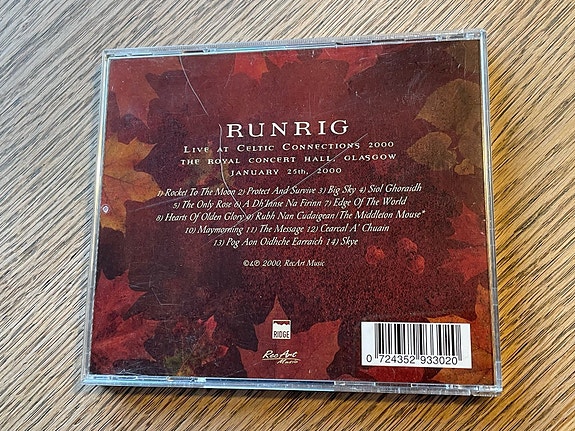 RUNRIG
LIVE AT CELTIC CONNECTIONS 2000
THE ROYAL CONCERT HALL, GLASGOW
JANUARY 25th, 2000
1) Rocket To The Moon 2) Protect And Survive 3) Big Sky 4) Siol Ghoraidh
5) The Only Rose 6) A Dh'Innse Na Firinn 7) Edge Of The World
8) Hearts Of Olden Glory 9) Rubh Nan Cudaigean/The Middleton Mouse*
10) Maymorning 11) The Message 12) Cearcal A' Chuain
13) Pog Aon Oidhche Earraich 14) Skye
©&℗ 2000, RecArt Music
RIDGE
RecArt
Music
0 724352 933020